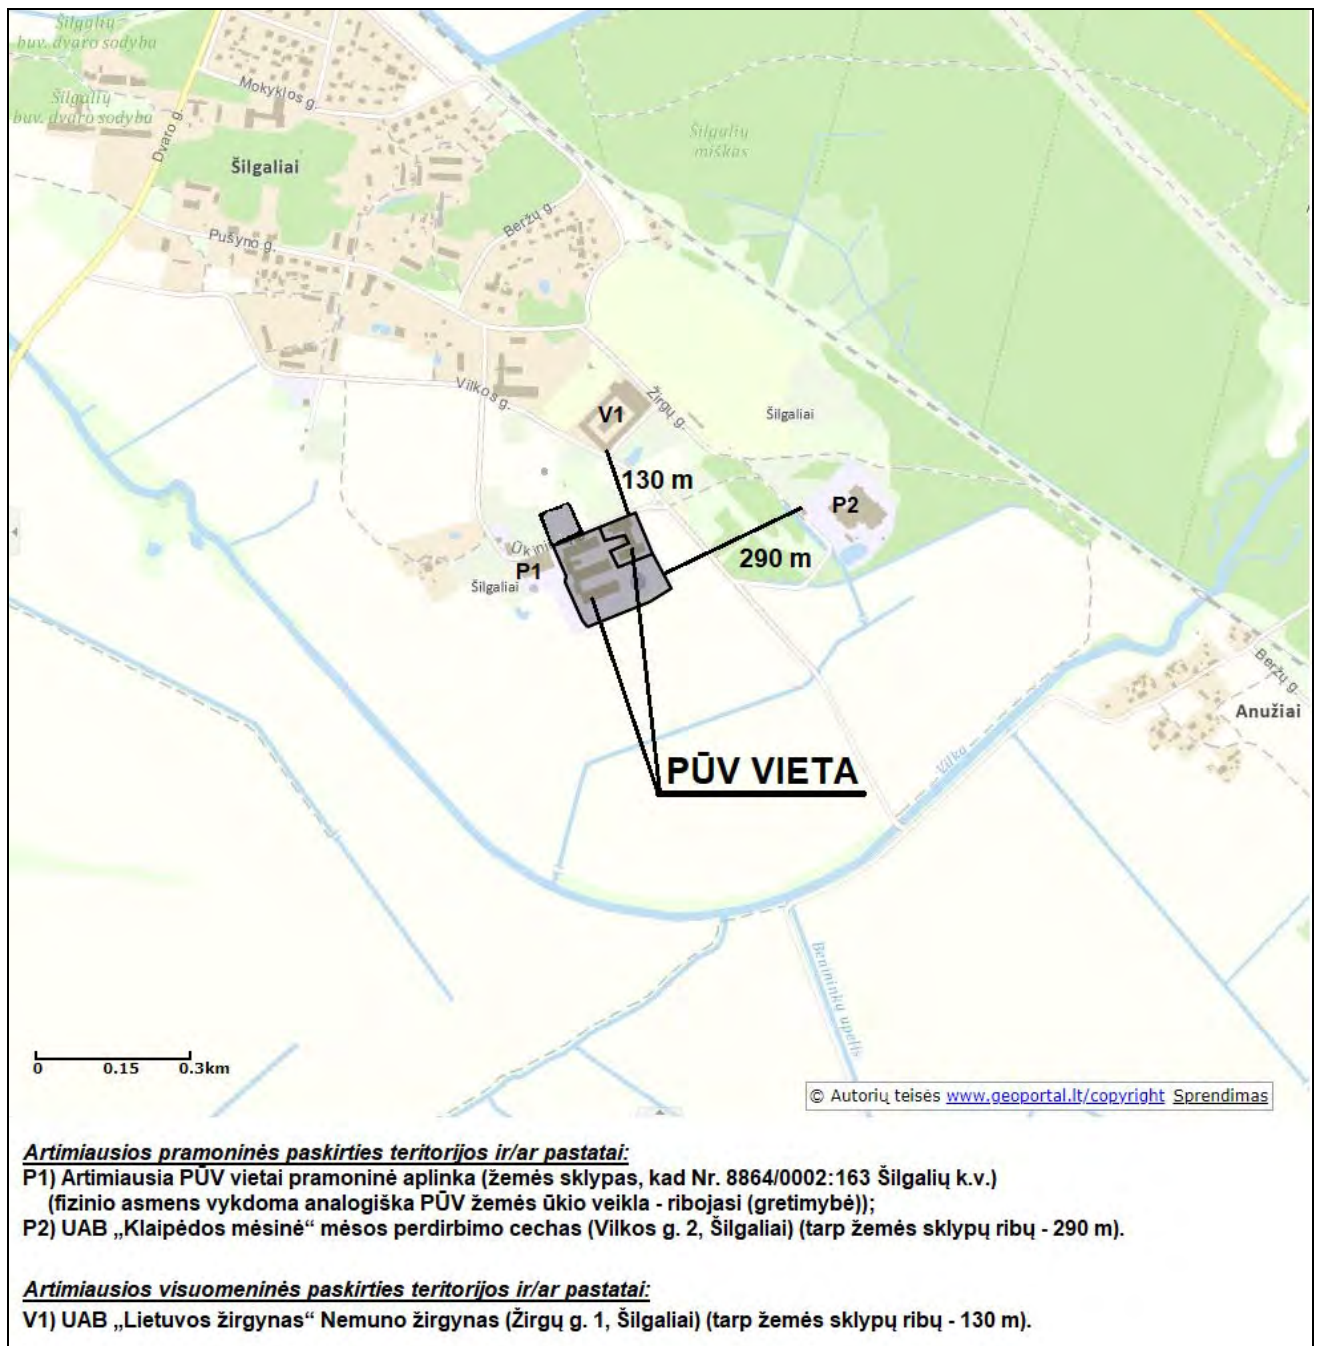 Šilgalių
buv. dvaro sodyba
Mokyklos g.
Šilgalių
buv. dvaro sodyba
Dvaro g.
Šilgalių
miškas
Šilgaliai
Beržų g.
Pušyno g.
Vilkos g.
V1
Žirgų g.
Šilgaliai
130 m
P2
P1
Šilgaliai
290 m
Beržų g.
Anužiai
PŪV VIETA
Vilka
Benininkų upelis
0 0.15 0.3km
© Autorių teisės www.geoportal.lt/copyright Sprendimas
Artimiausios pramoninės paskirties teritorijos ir/ar pastatai:
P1) Artimiausia PŪV vietai pramoninė aplinka (žemės sklypas, kad Nr. 8864/0002:163 Šilgalių k.v.)
(fizinio asmens vykdoma analogiška PŪV žemės ūkio veikla - ribojasi (gretimybė));
P2) UAB „Klaipėdos mėsinė“ mėsos perdirbimo cechas (Vilkos g. 2, Šilgaliai) (tarp žemės sklypų ribų - 290 m).
Artimiausios visuomeninės paskirties teritorijos ir/ar pastatai:
V1) UAB „Lietuvos žirgynas“ Nemuno žirgynas (Žirgų g. 1, Šilgaliai) (tarp žemės sklypų ribų - 130 m).